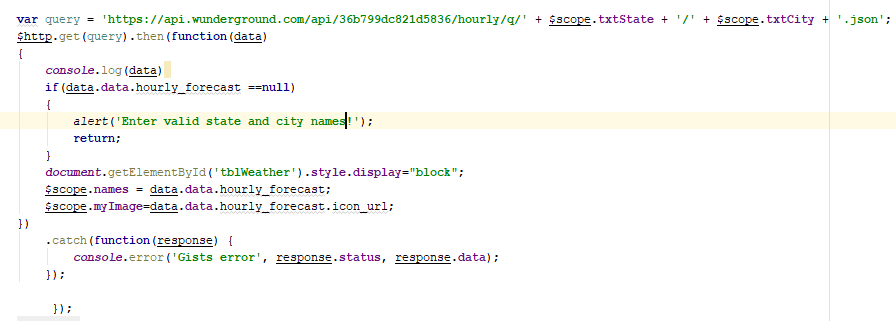 var query = 'https://api.wunderground.com/api/36b799dc821d5836/hourly/q/' + $scope.txtState + '/' + $scope.txtCity + '.json';
$http.get(query).then(function(data)
{
console.log(data)
if(data.data.hourly_forecast ==null)
{
alert('Enter valid state and city names!');
return;
}
document.getElementById('tblWeather').style.display="block";
$scope.names = data.data.hourly_forecast;
$scope.myImage=data.data.hourly_forecast.icon_url;
})
.catch(function(response) {
console.error('Gists error', response.status, response.data);
});
});